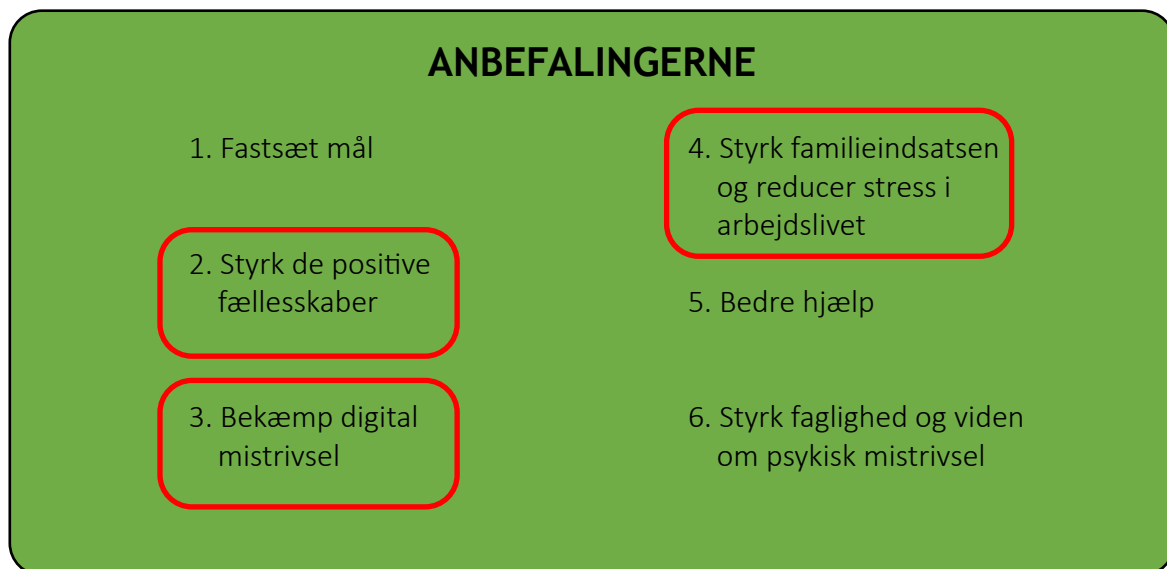 ANBEFALINGERNE
1. Fastsæt mål
2. Styrk de positive
fællesskaber
3. Bekæmp digital
mistrivsel
4. Styrk familieindsatsen
og reducer stress i
arbejdslivet
5. Bedre hjælp
6. Styrk faglighed og viden
om psykisk mistrivsel